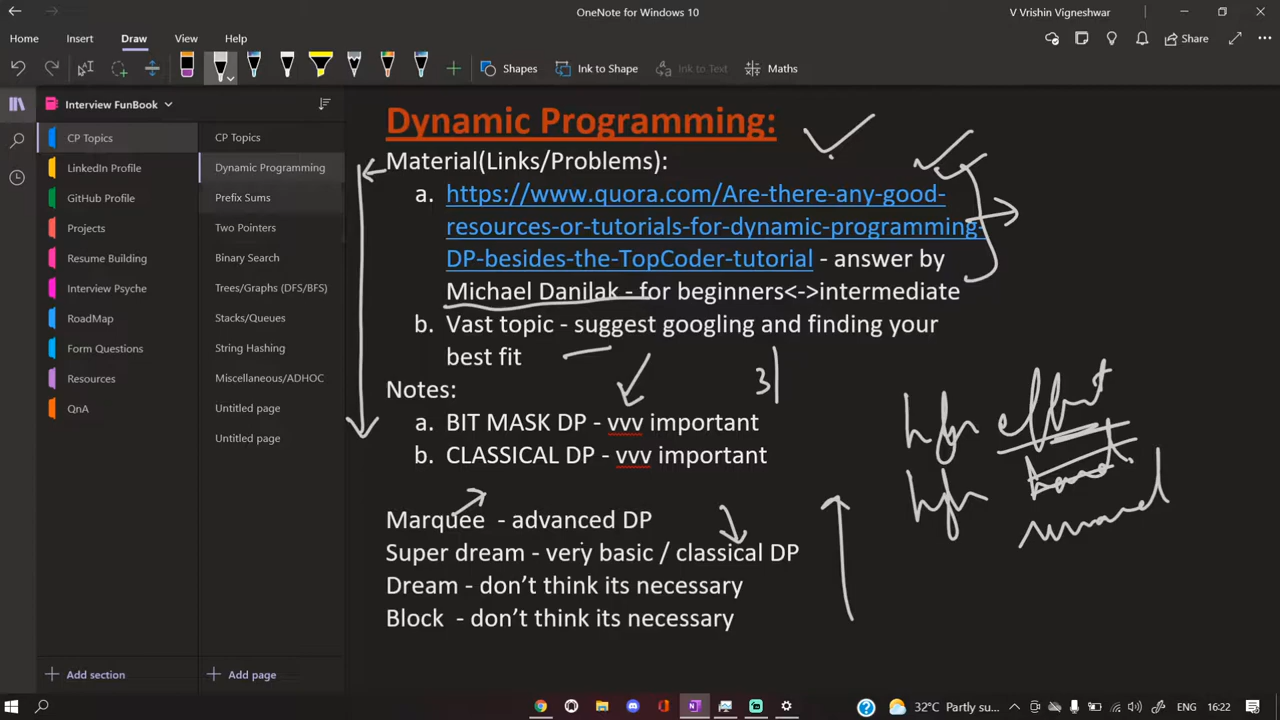 OneNote for Windows 10
V Vrishin Vigneshwar
Home Insert Draw View Help
Share
Shapes Ink to Shape Ink to Text Maths
Interview FunBook
CP Topics
LinkedIn Profile
GitHub Profile
Projects
Resume Building
Interview Psyche
RoadMap
Form Questions
Resources
QnA
Add section
CP Topics
Dynamic Programming
Prefix Sums
Two Pointers
Binary Search
Trees/Graphs (DFS/BFS)
Stacks/Queues
String Hashing
Miscellaneous/ADHOC
Untitled page
Untitled page
Add page
Dynamic Programming:
Material(Links/Problems):
a. https://www.quora.com/Are-there-any-good-
resources-or-tutorials-for-dynamic-programming-
DP-besides-the-TopCoder-tutorial - answer by
Michael Danilak - for beginners<->intermediate
b. Vast topic - suggest googling and finding your
best fit
3
Notes:
a. BIT MASK DP - vvv important
b. CLASSICAL DP - vvv important
Marquee - advanced DP
Super dream - very basic / classical DP
Dream - don't think its necessary
Block - don't think its necessary
effort
32°C Partly su...
ENG 16:22